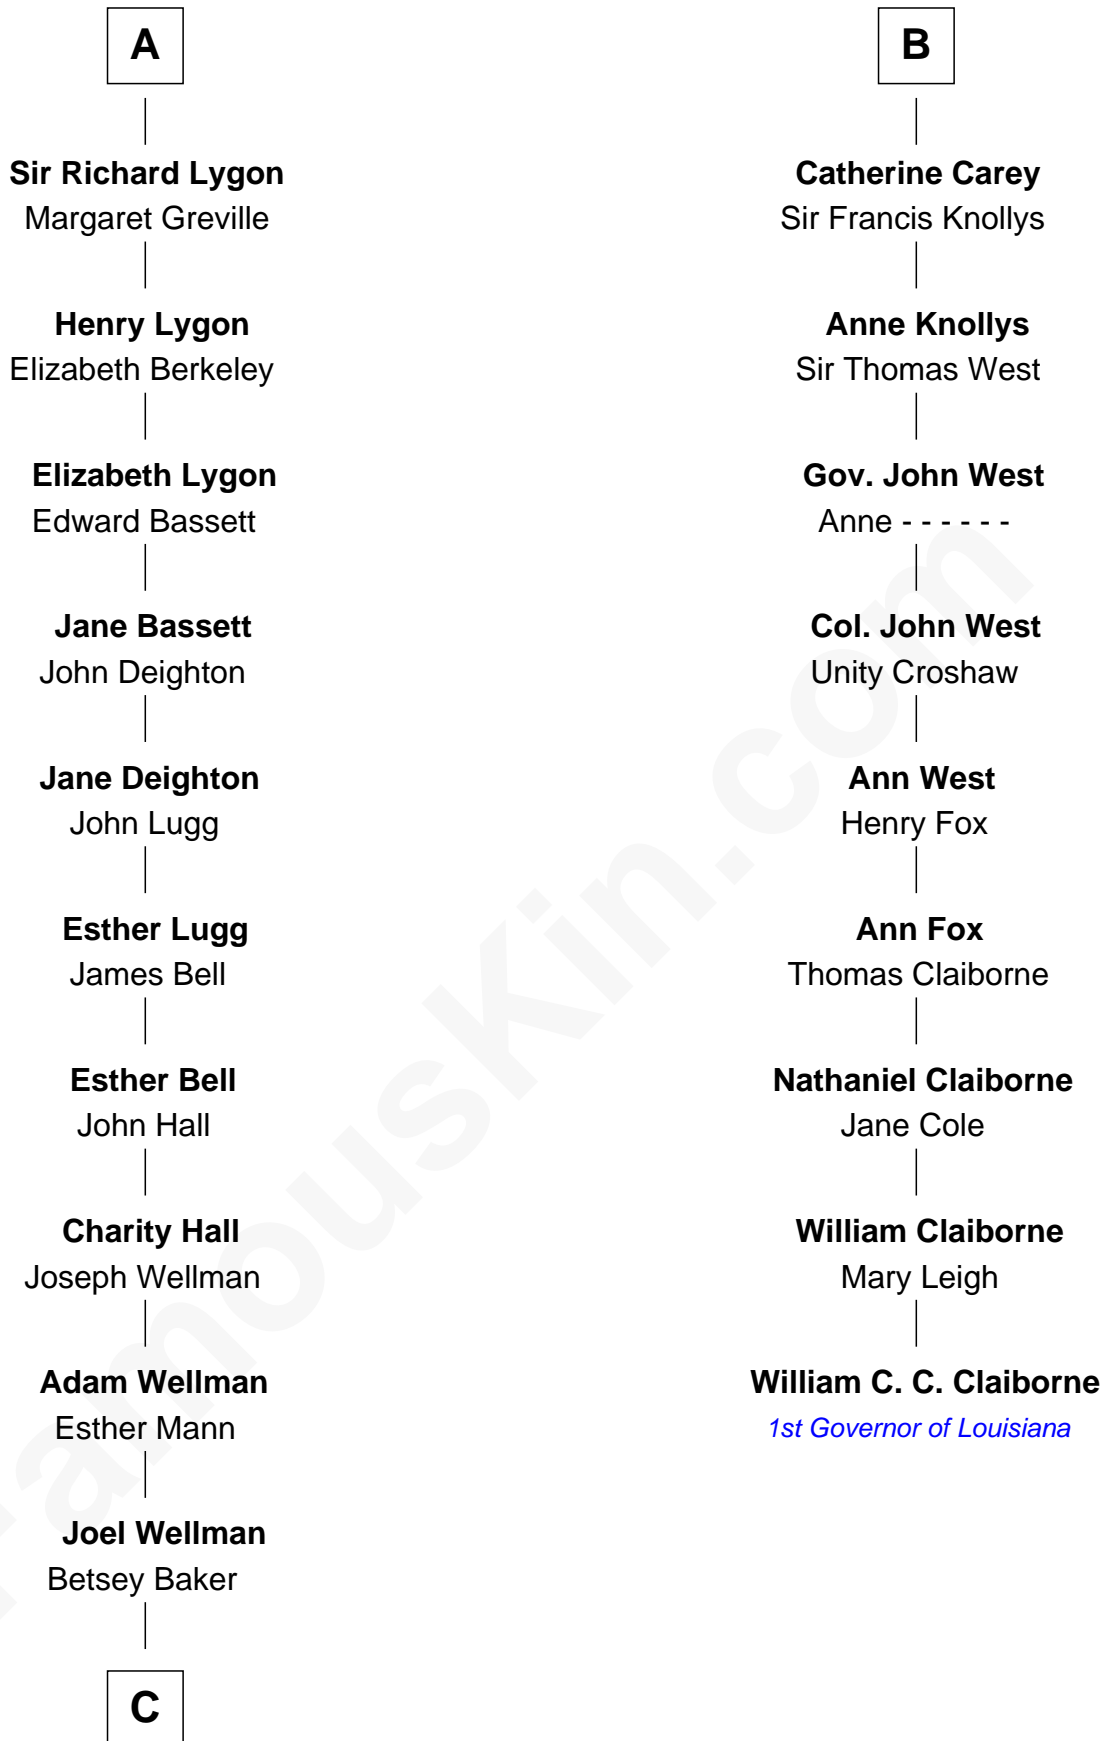 A
Sir Richard Lygon
Margaret Greville
Henry Lygon
Elizabeth Berkeley
Elizabeth Lygon
Edward Bassett
Jane Bassett
John Deighton
Jane Deighton
John Lugg
Esther Lugg
James Bell
Esther Bell
John Hall
Charity Hall
Joseph Wellman
Adam Wellman
Esther Mann
Joel Wellman
Betsey Baker
C
B
Catherine Carey
Sir Francis Knollys
Anne Knollys
Sir Thomas West
Gov. John West
Anne - - - - - -
Col. John West
Unity Croshaw
Ann West
Henry Fox
Ann Fox
Thomas Claiborne
Nathaniel Claiborne
Jane Cole
William Claiborne
Mary Leigh
William C. C. Claiborne
1st Governor of Louisiana
FamousKin.com